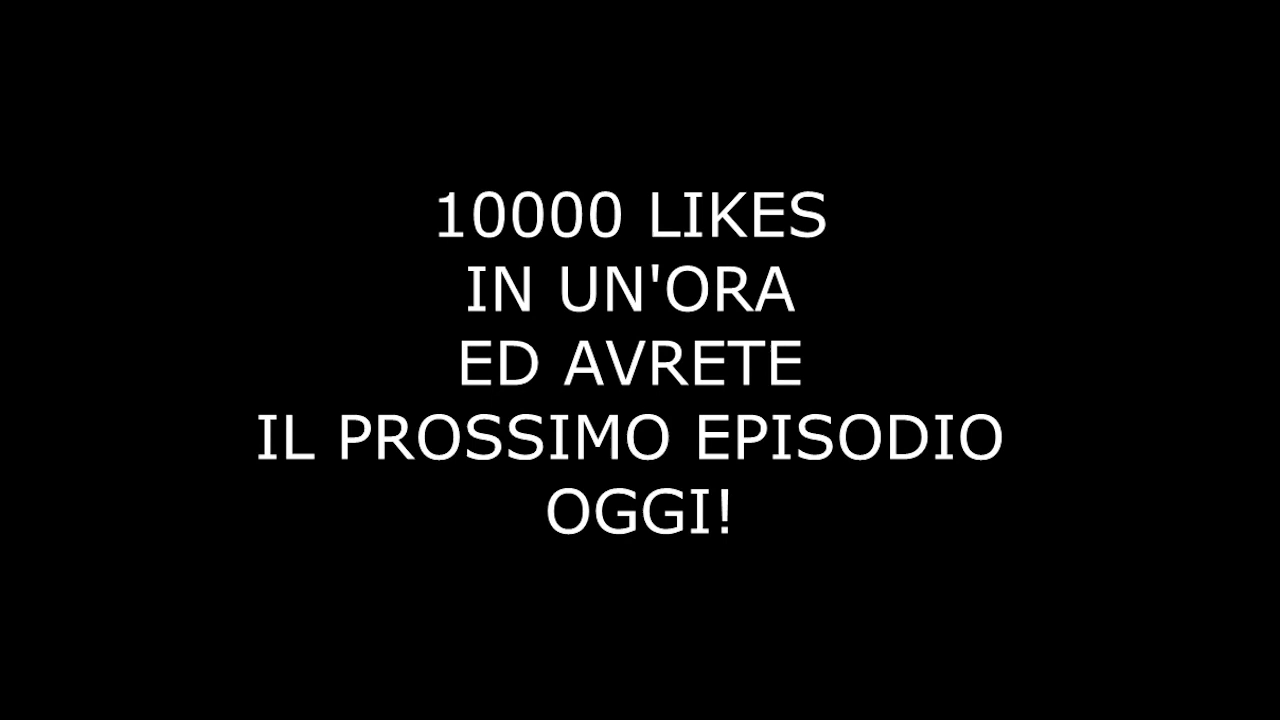 10000 LIKES
IN UN'ORA
ED AVRETE
IL PROSSIMO EPISODIO
OGGI!